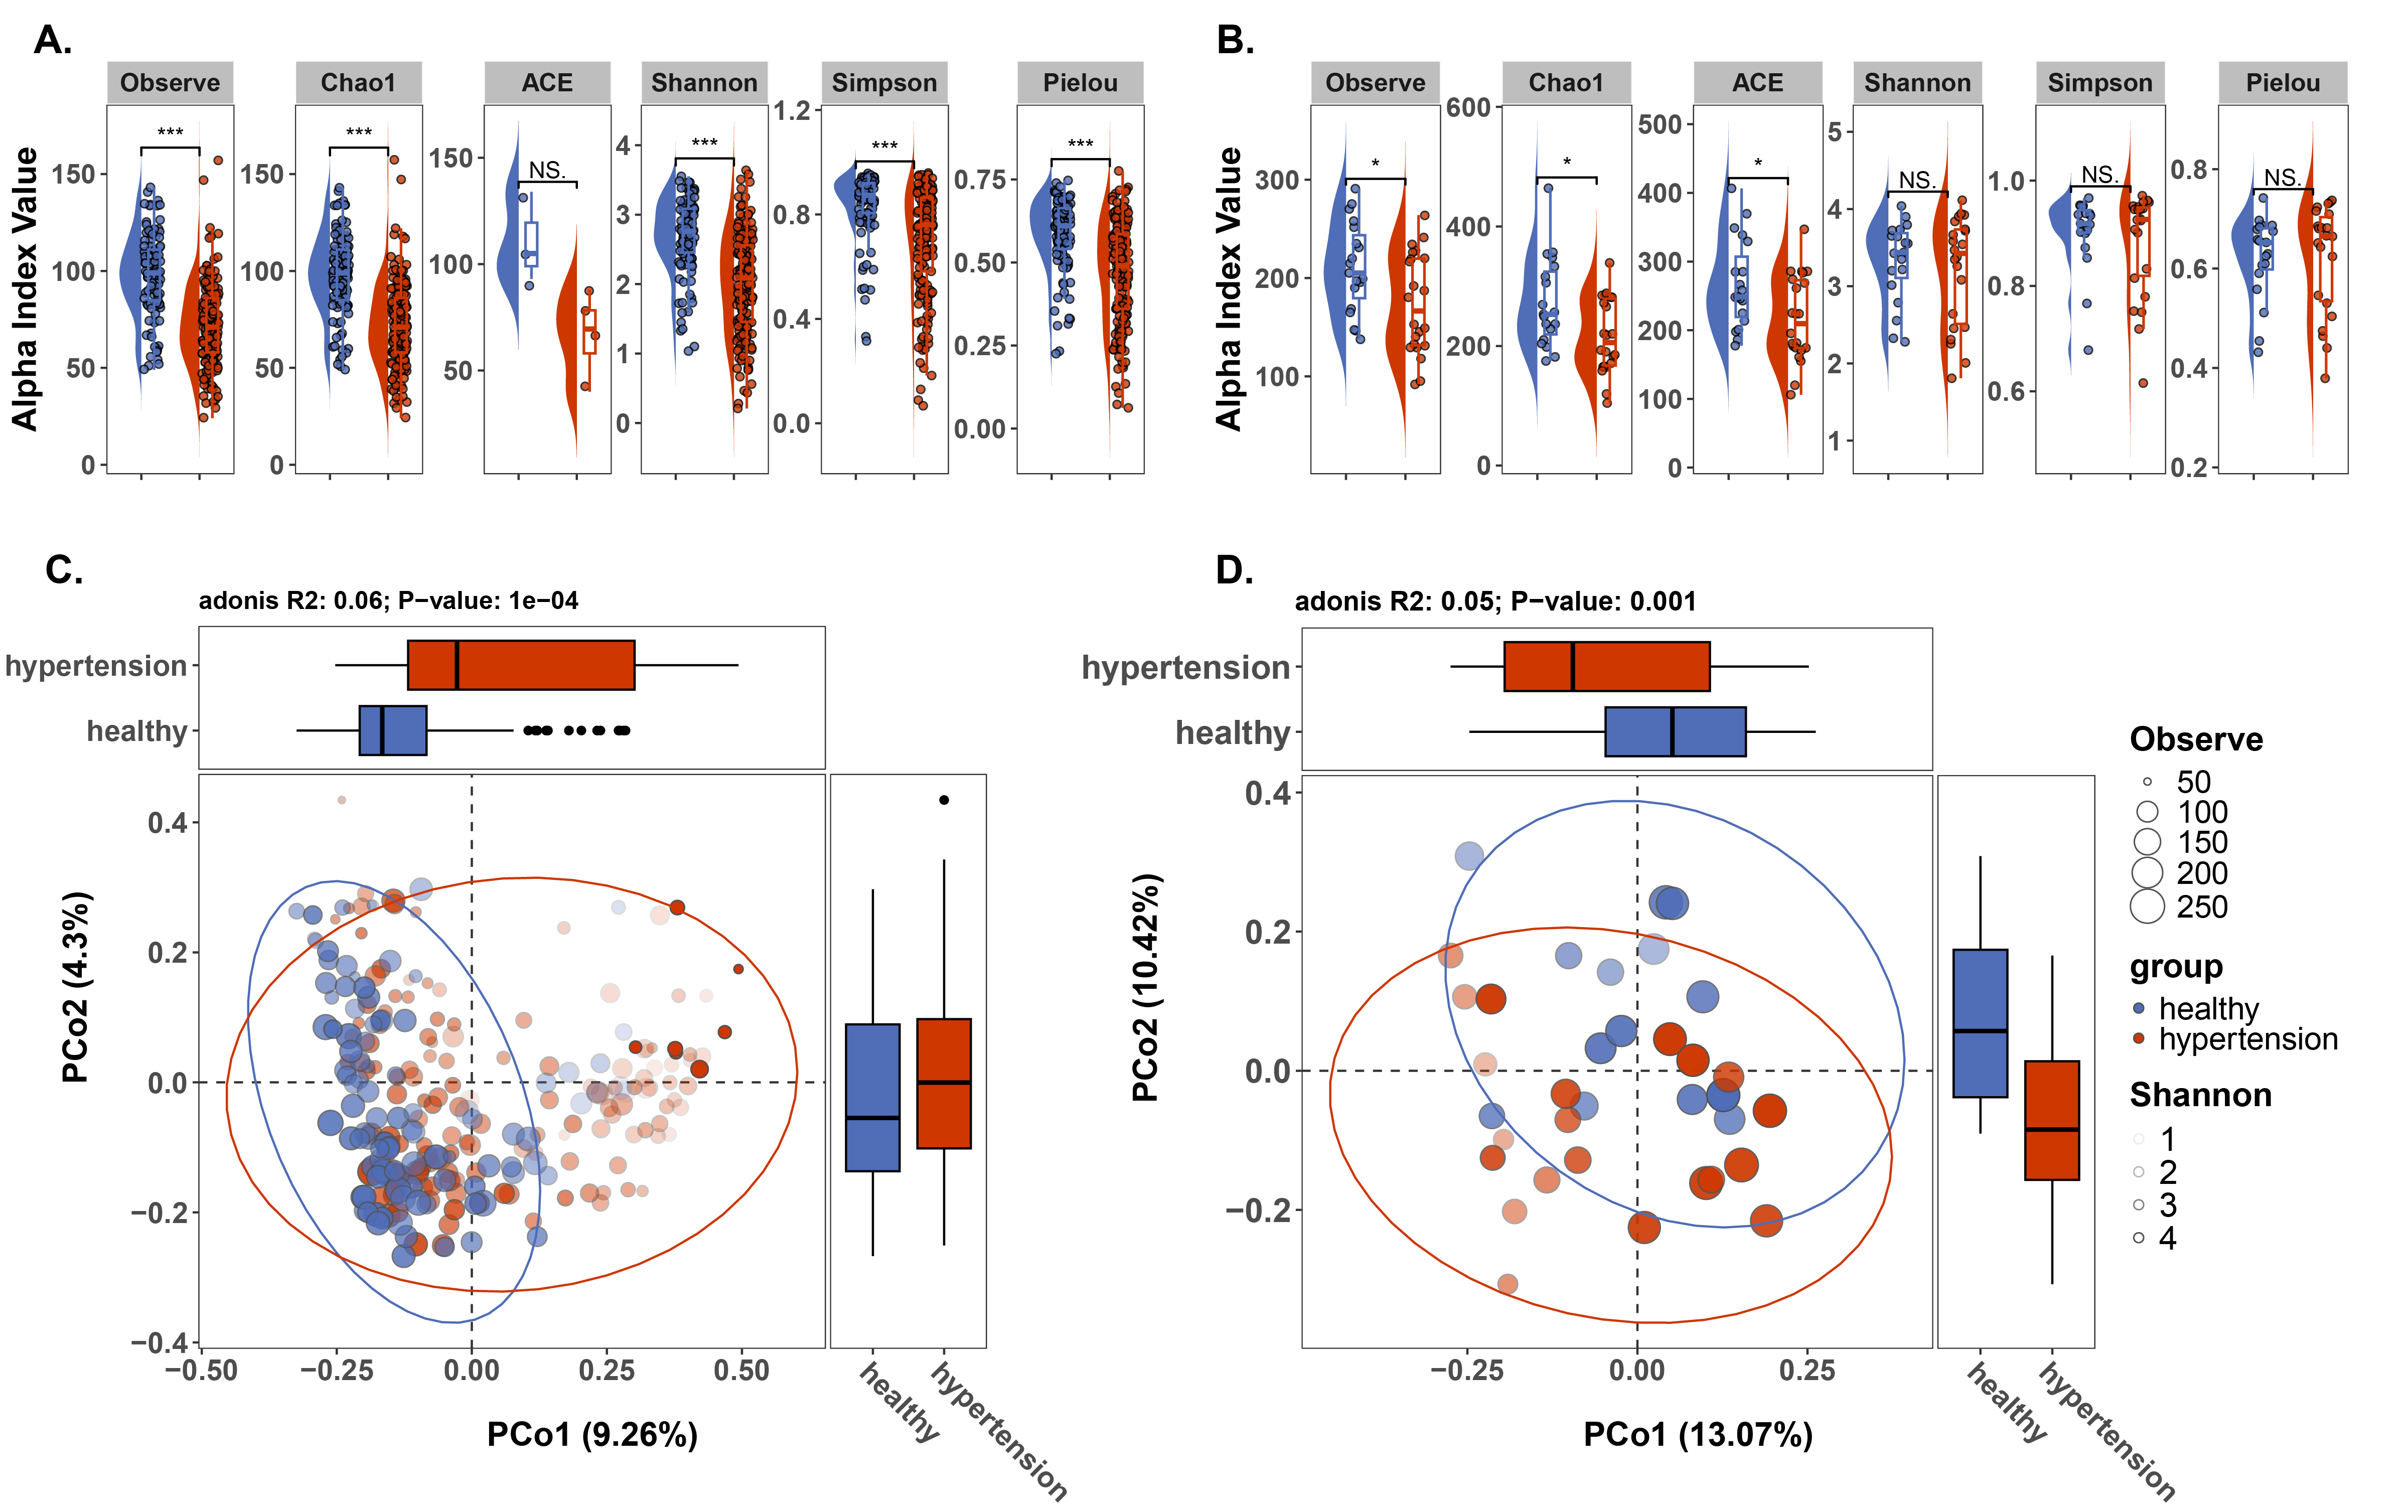 A.
Observe Chao1 ACE Shannon Simpson Pielou
Alpha Index Value
150
100
50
0
***
150
100
50
0
***
150
100
50
NS.
4
3
2
1
0
***
1.2
0.8
0.4
0.0
***
0.75
0.50
0.25
0.00
***
B.
Observe Chao1 ACE Shannon Simpson Pielou
Alpha Index Value
300
200
100
*
600
400
200
0
*
500
400
300
200
100
0
*
5
4
3
2
1
NS.
1.0
0.8
0.6
NS.
0.8
0.6
0.4
0.2
NS.
C.
adonis R2: 0.06; P−value: 1e−04
hypertension
healthy
PCo2 (4.3%)
0.4
0.2
0.0
−0.2
−0.4
−0.50 −0.25 0.00 0.25 0.50
PCo1 (9.26%)
healthy
hypertension
D.
adonis R2: 0.05; P−value: 0.001
hypertension
healthy
PCo2 (10.42%)
0.4
0.2
0.0
−0.2
−0.25 0.00 0.25
PCo1 (13.07%)
healthy
hypertension
Observe
50
100
150
200
250
group
healthy
hypertension
Shannon
1
2
3
4